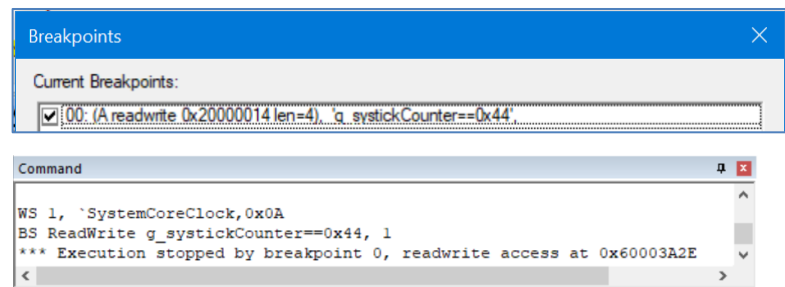 Breakpoints
Current Breakpoints:
00: (A readwrite 0x20000014 len=4), 'g_systickCounter==0x44',
Command
WS 1, `SystemCoreClock,0x0A
BS ReadWrite g_systickCounter==0x44, 1
*** Execution stopped by breakpoint 0, readwrite access at 0x60003A2E